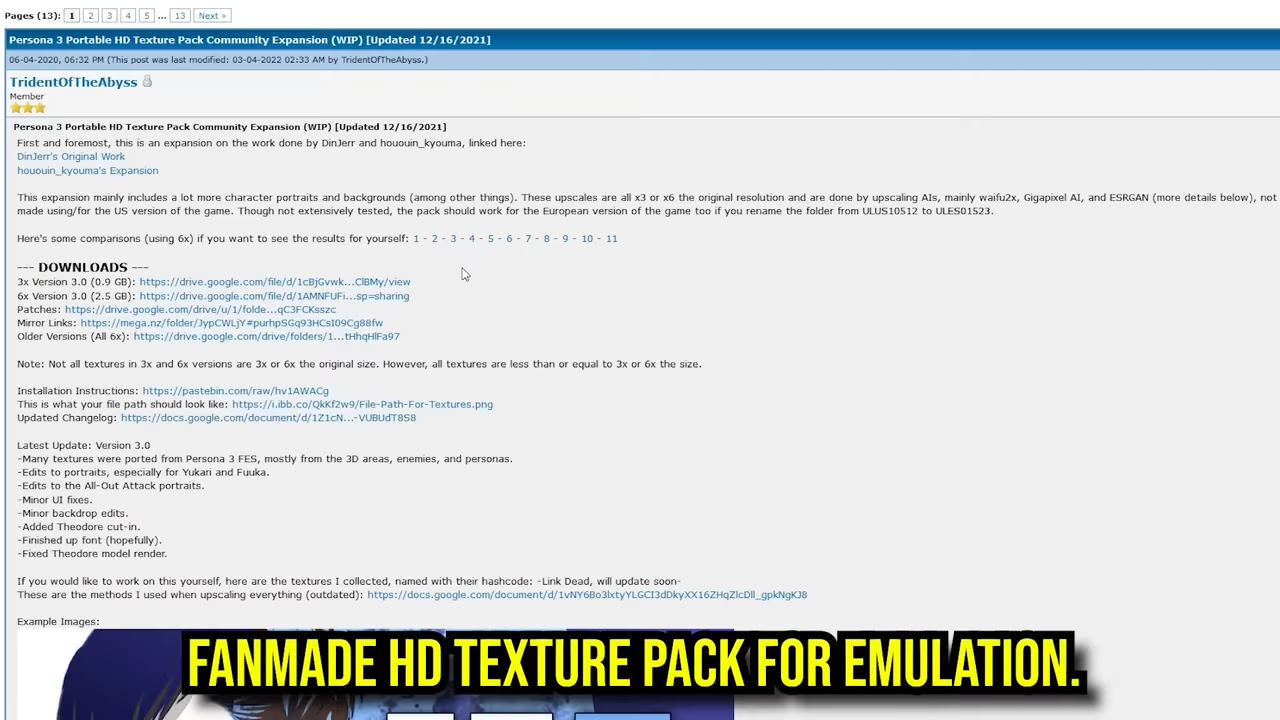 Pages (13): 1 2 3 4 5 ... 13 Next »
Persona 3 Portable HD Texture Pack Community Expansion (WIP) [Updated 12/16/2021]
06-04-2020, 06:32 PM (This post was last modified: 03-04-2022 02:33 AM by TridentOfTheAbyss.)
TridentOfTheAbyss
Member
Persona 3 Portable HD Texture Pack Community Expansion (WIP) [Updated 12/16/2021]
First and foremost, this is an expansion on the work done by DinJerr and hououin_kyouma, linked here:
DinJerr's Original Work
hououin_kyouma's Expansion
This expansion mainly includes a lot more character portraits and backgrounds (among other things). These upscales are all x3 or x6 the original resolution and are done by upscaling AIs, mainly waifu2x, Gigapixel AI, and ESRGAN (more details below), not
made using/for the US version of the game. Though not extensively tested, the pack should work for the European version of the game too if you rename the folder from ULUS10512 to ULES01523.
Here's some comparisons (using 6x) if you want to see the results for yourself: 1 - 2 - 3 - 4 - 5 - 6 - 7 - 8 - 9 - 10 - 11
--- DOWNLOADS ---
3x Version 3.0 (0.9 GB): https://drive.google.com/file/d/1cBjGvwk...ClBMy/view
6x Version 3.0 (2.5 GB): https://drive.google.com/file/d/1AMNFUFi...sp=sharing
Patches: https://drive.google.com/drive/u/1/folde...qC3FCKsszc
Mirror Links: https://mega.nz/folder/JypCWLjY#purhpSGq93HCsI09Cg88fw
Older Versions (All 6x): https://drive.google.com/drive/folders/1...tHhqHlFa97
Note: Not all textures in 3x and 6x versions are 3x or 6x the original size. However, all textures are less than or equal to 3x or 6x the size.
Installation Instructions: https://pastebin.com/raw/hv1AWACg
This is what your file path should look like: https://i.ibb.co/QkKf2w9/File-Path-For-Textures.png
Updated Changelog: https://docs.google.com/document/d/1Z1cN...-VUBUdT8S8
Latest Update: Version 3.0
-Many textures were ported from Persona 3 FES, mostly from the 3D areas, enemies, and personas.
-Edits to portraits, especially for Yukari and Fuuka.
-Edits to the All-Out Attack portraits.
-Minor UI fixes.
-Minor backdrop edits.
-Added Theodore cut-in.
-Finished up font (hopefully).
-Fixed Theodore model render.
If you would like to work on this yourself, here are the textures I collected, named with their hashcode: -Link Dead, will update soon-
These are the methods I used when upscaling everything (outdated): https://docs.google.com/document/d/1vNY6Bo3lxtyYLGCI3dDkyXX16ZHqZlcDll_gpkNgKJ8
Example Images:
FANMADE HD TEXTURE PACK FOR EMULATION.